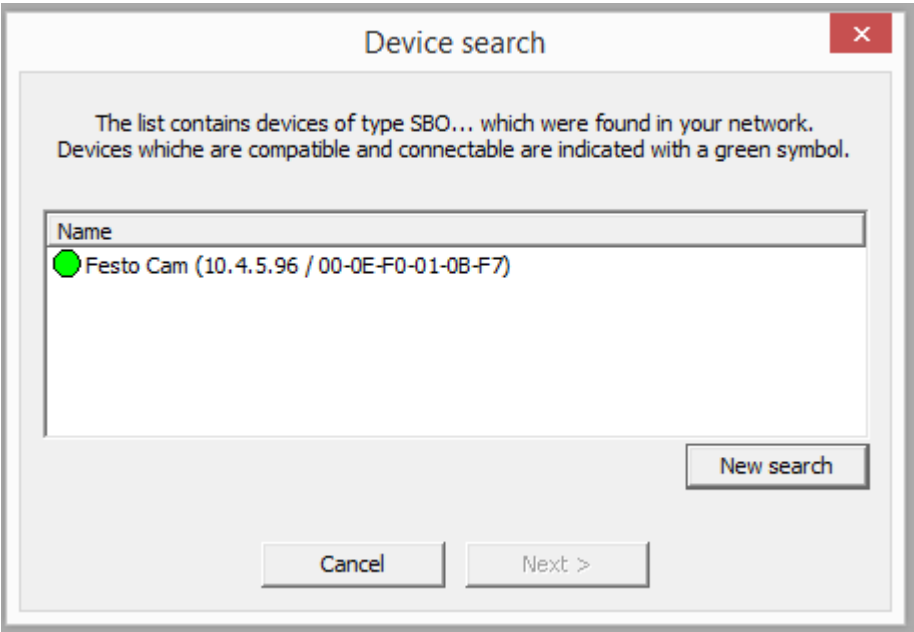 Device search
The list contains devices of type SBO... which were found in your network.
Devices whiche are compatible and connectable are indicated with a green symbol.
Name
Festo Cam (10.4.5.96 / 00-0E-F0-01-0B-F7)
New search
Cancel
Next >